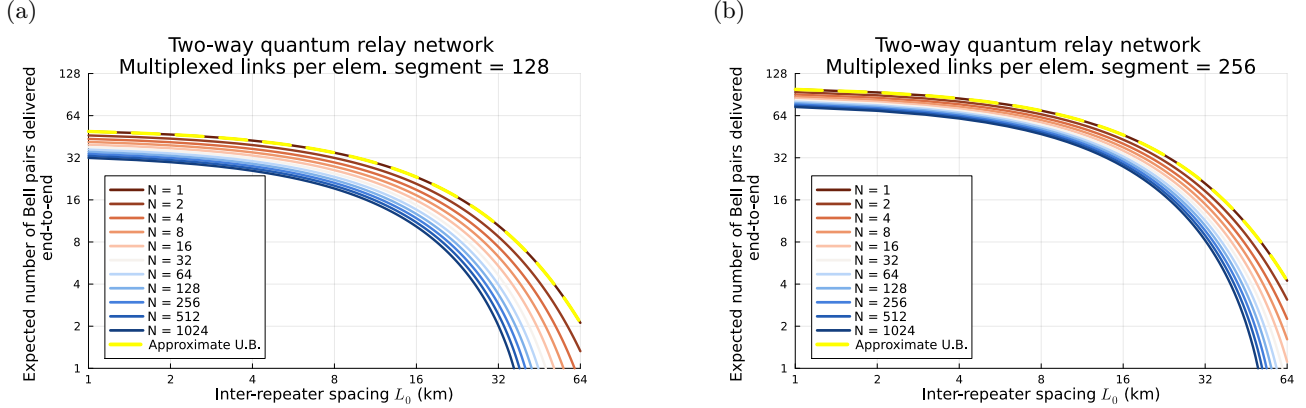 (a)
Two-way quantum relay network
Multiplexed links per elem. segment = 128
Expected number of Bell pairs delivered
end-to-end
128
64
32
16
8
4
2
1
N = 1
N = 2
N = 4
N = 8
N = 16
N = 32
N = 64
N = 128
N = 256
N = 512
N = 1024
Approximate U.B.
1
2
4
8
16
32
64
Inter-repeater spacing L₀ (km)
(b)
Two-way quantum relay network
Multiplexed links per elem. segment = 256
Expected number of Bell pairs delivered
end-to-end
128
64
32
16
8
4
2
1
N = 1
N = 2
N = 4
N = 8
N = 16
N = 32
N = 64
N = 128
N = 256
N = 512
N = 1024
Approximate U.B.
1
2
4
8
16
32
64
Inter-repeater spacing L₀ (km)